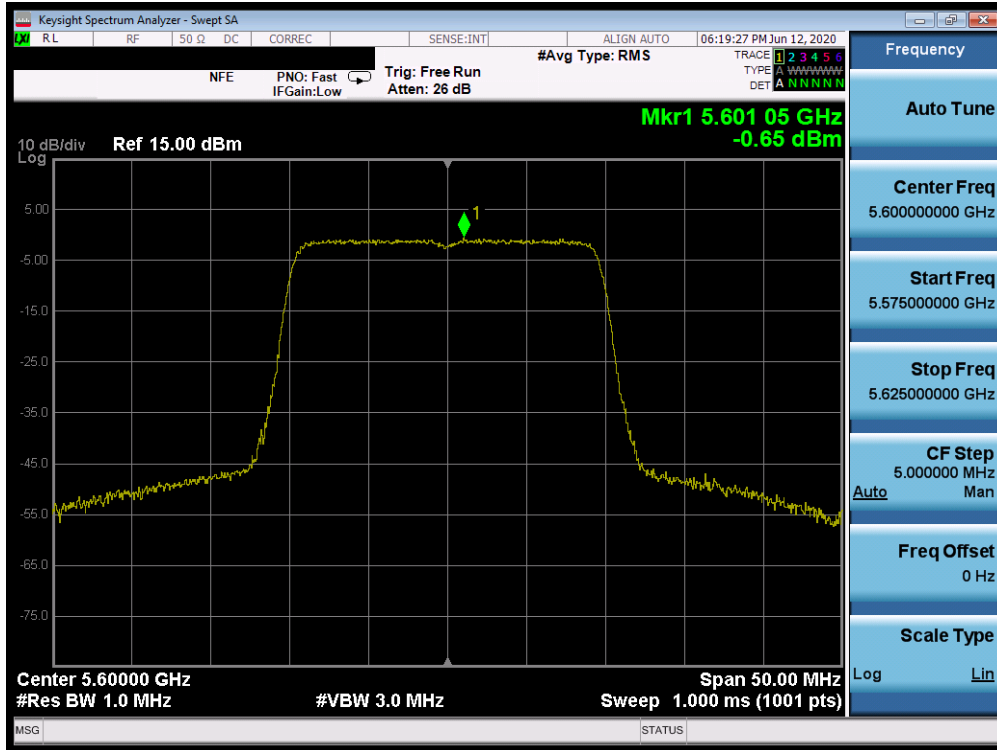 Keysight Spectrum Analyzer - Swept SA
LXI RL RF 50 Ω DC CORREC SENSE:INT ALIGN AUTO 06:19:27 PM Jun 12, 2020
Frequency
#Avg Type: RMS TRACE 1 2 3 4 5 6
NFE PNO: Fast Trig: Free Run TYPE A WWWWW
IFGain:Low Atten: 26 dB DET A N N N N N
Auto Tune
Mkr1 5.601 05 GHz
-0.65 dBm
10 dB/div Ref 15.00 dBm
Log
Center Freq
5.600000000 GHz
1
5.00
-5.00
-15.0
-25.0
-35.0
-45.0
-55.0
-65.0
-75.0
Start Freq
5.575000000 GHz
Stop Freq
5.625000000 GHz
CF Step
5.000000 MHz
Auto Man
Freq Offset
0 Hz
Scale Type
Log Lin
Center 5.60000 GHz Span 50.00 MHz
#Res BW 1.0 MHz #VBW 3.0 MHz Sweep 1.000 ms (1001 pts)
MSG STATUS